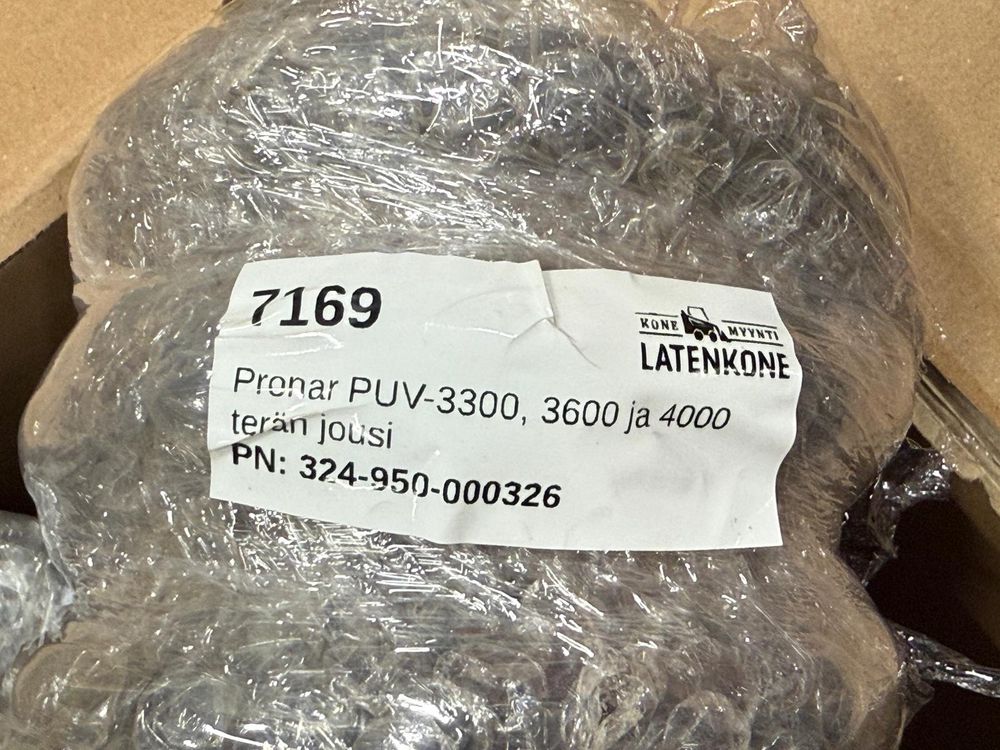 7169
KONE MYYNTI
LATENKONE
Pronar PUV-3300, 3600 ja 4000
terän jousi
PN: 324-950-000326